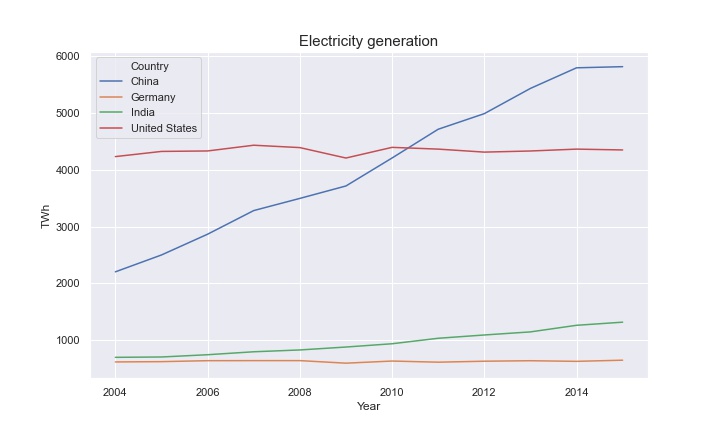 Electricity generation
6000
5000
4000
3000
2000
1000
TWh
Country
China
Germany
India
United States
2004
2006
2008
2010
2012
2014
Year